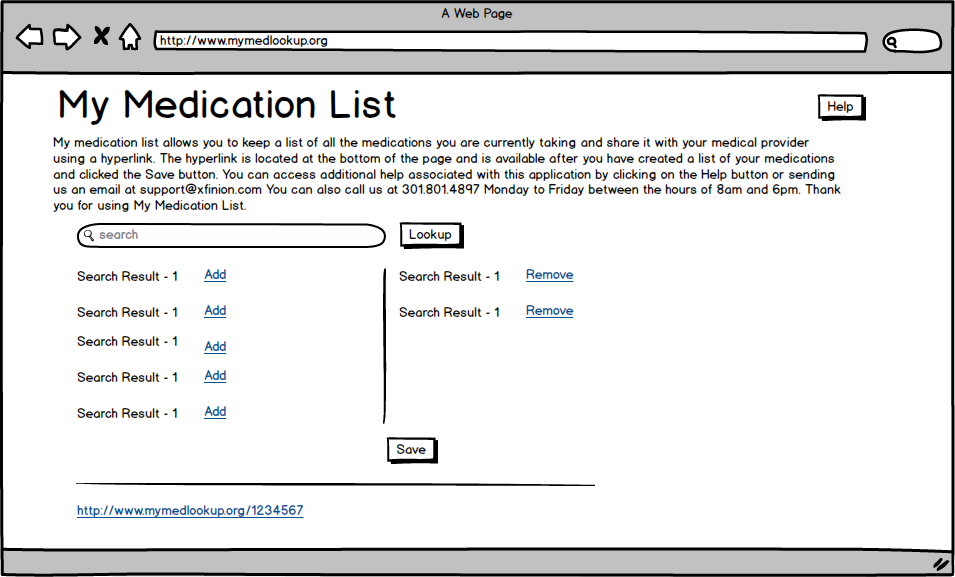 A Web Page
http://www.mymedlookup.org
My Medication List
Help
My medication list allows you to keep a list of all the medications you are currently taking and share it with your medical provider
using a hyperlink. The hyperlink is located at the bottom of the page and is available after you have created a list of your medications
and clicked the Save button. You can access additional help associated with this application by clicking on the Help button or sending
us an email at support@xfinion.com You can also call us at 301.801.4897 Monday to Friday between the hours of 8am and 6pm. Thank
you for using My Medication List.
search
Lookup
Search Result - 1 Add
Search Result - 1 Add
Search Result - 1 Add
Search Result - 1 Add
Search Result - 1 Add
Search Result - 1 Remove
Search Result - 1 Remove
Save
http://www.mymedlookup.org/1234567